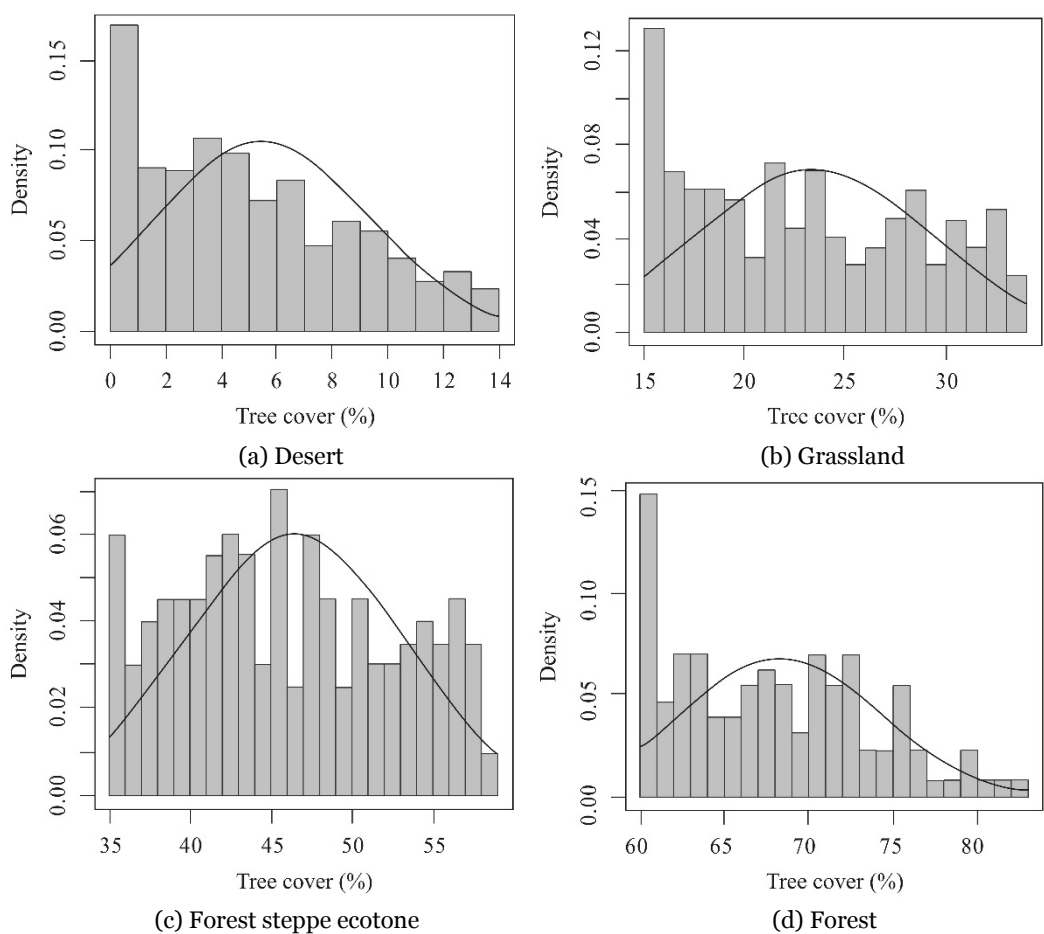 0.15
0.10
0.05
0.00
Density
0 2 4 6 8 10 12 14
Tree cover (%)
(a) Desert
0.12
0.08
0.04
0.00
Density
15 20 25 30
Tree cover (%)
(b) Grassland
0.06
0.04
0.02
0.00
Density
35 40 45 50 55
Tree cover (%)
(c) Forest steppe ecotone
0.15
0.10
0.05
0.00
Density
60 65 70 75 80
Tree cover (%)
(d) Forest